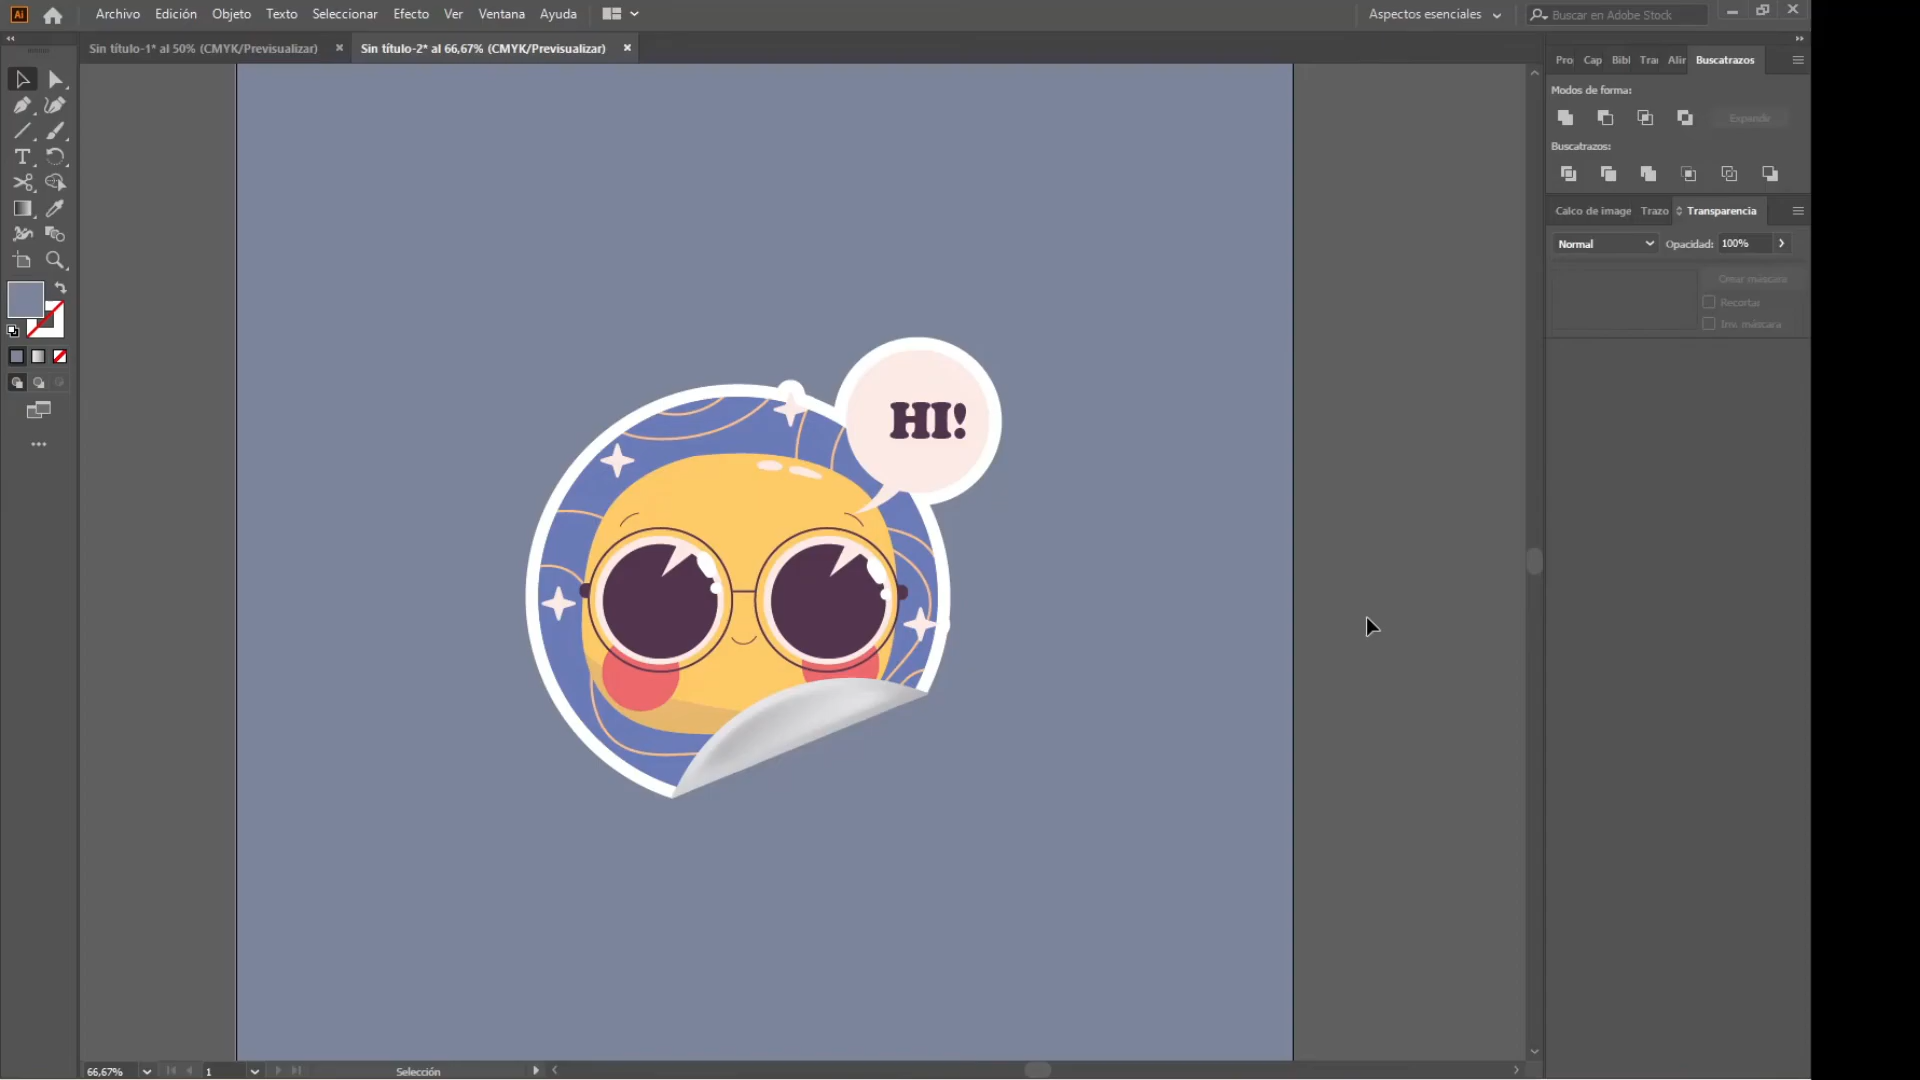 Ai Archivo Edición Objeto Texto Seleccionar Efecto Ver Ventana Ayuda Aspectos esenciales Buscar en Adobe Stock
Sin título-1* al 50% (CMYK/Previsualizar) × Sin título-2* al 66,67% (CMYK/Previsualizar) ×
Pro Cap Bibl Tra Alir Buscatrazos
Modos de forma:
Expandir
Buscatrazos:
Calco de image Trazo Transparencia
Normal Opacidad: 100%
Crear máscara
Recortar
Inv. máscara
HI!
66,67% 1 Selección